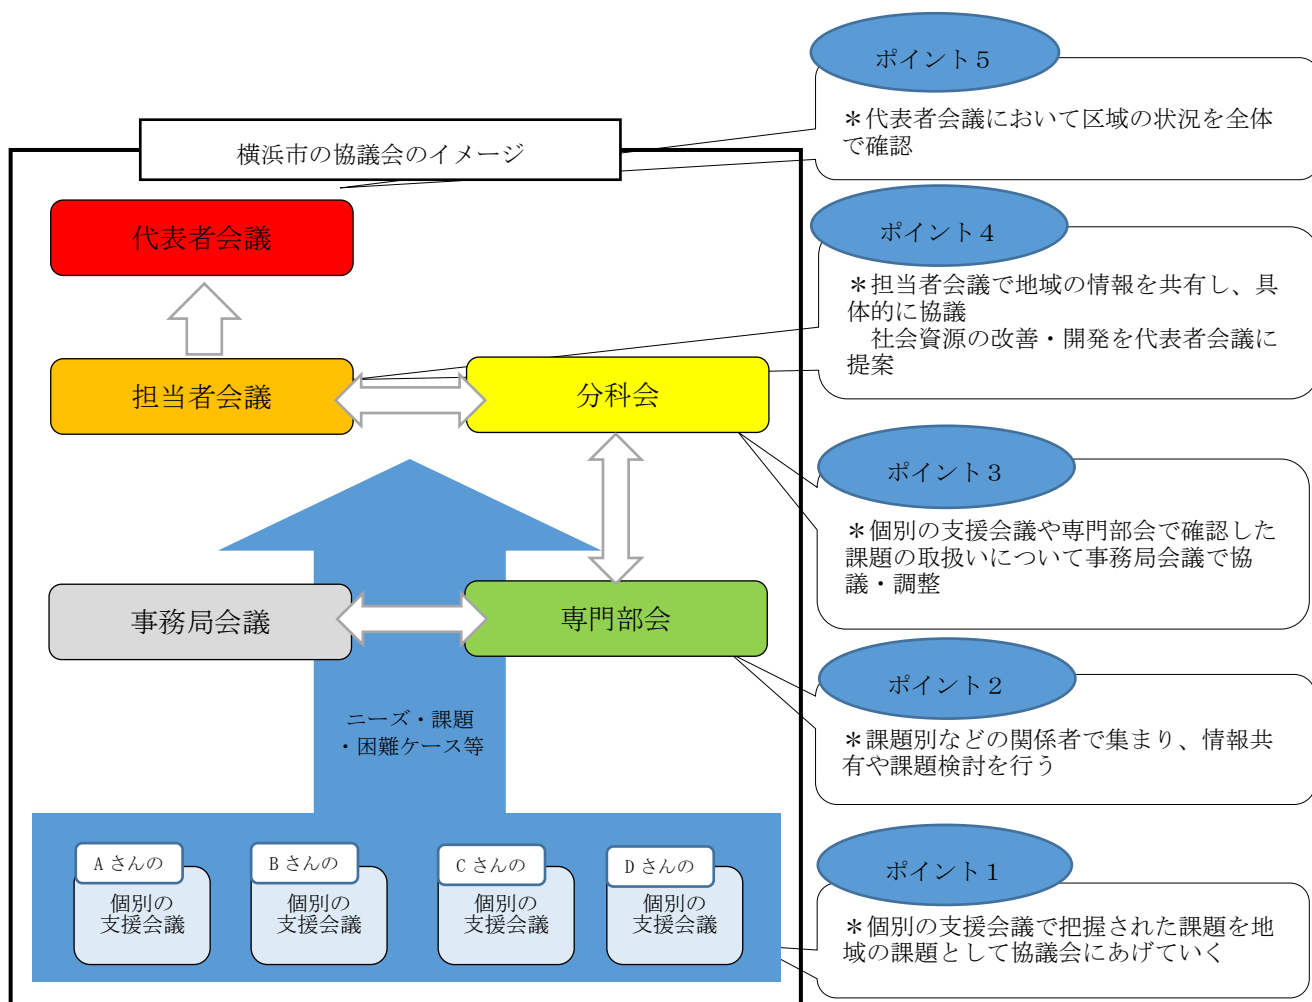 横浜市の協議会のイメージ
代表者会議
担当者会議
分科会
事務局会議
専門部会
ニーズ・課題
・困難ケース等
Aさんの
個別の
支援会議
Bさんの
個別の
支援会議
Cさんの
個別の
支援会議
Dさんの
個別の
支援会議
ポイント５
＊代表者会議において区域の状況を全体
で確認
ポイント４
＊担当者会議で地域の情報を共有し、具
体的に協議
　社会資源の改善・開発を代表者会議に
提案
ポイント３
＊個別の支援会議や専門部会で確認した
課題の取扱いについて事務局会議で協
議・調整
ポイント２
＊課題別などの関係者で集まり、情報共
有や課題検討を行う
ポイント１
＊個別の支援会議で把握された課題を地
域の課題として協議会にあげていく